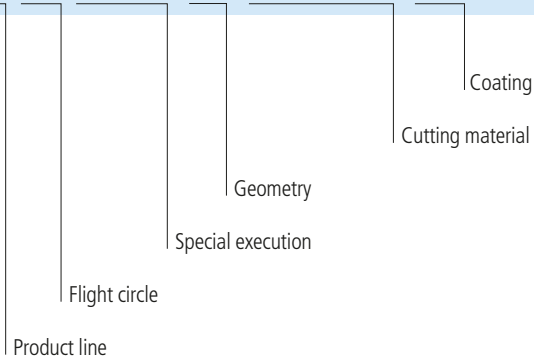 Coating
Cutting material
Geometry
Special execution
Flight circle
Product line